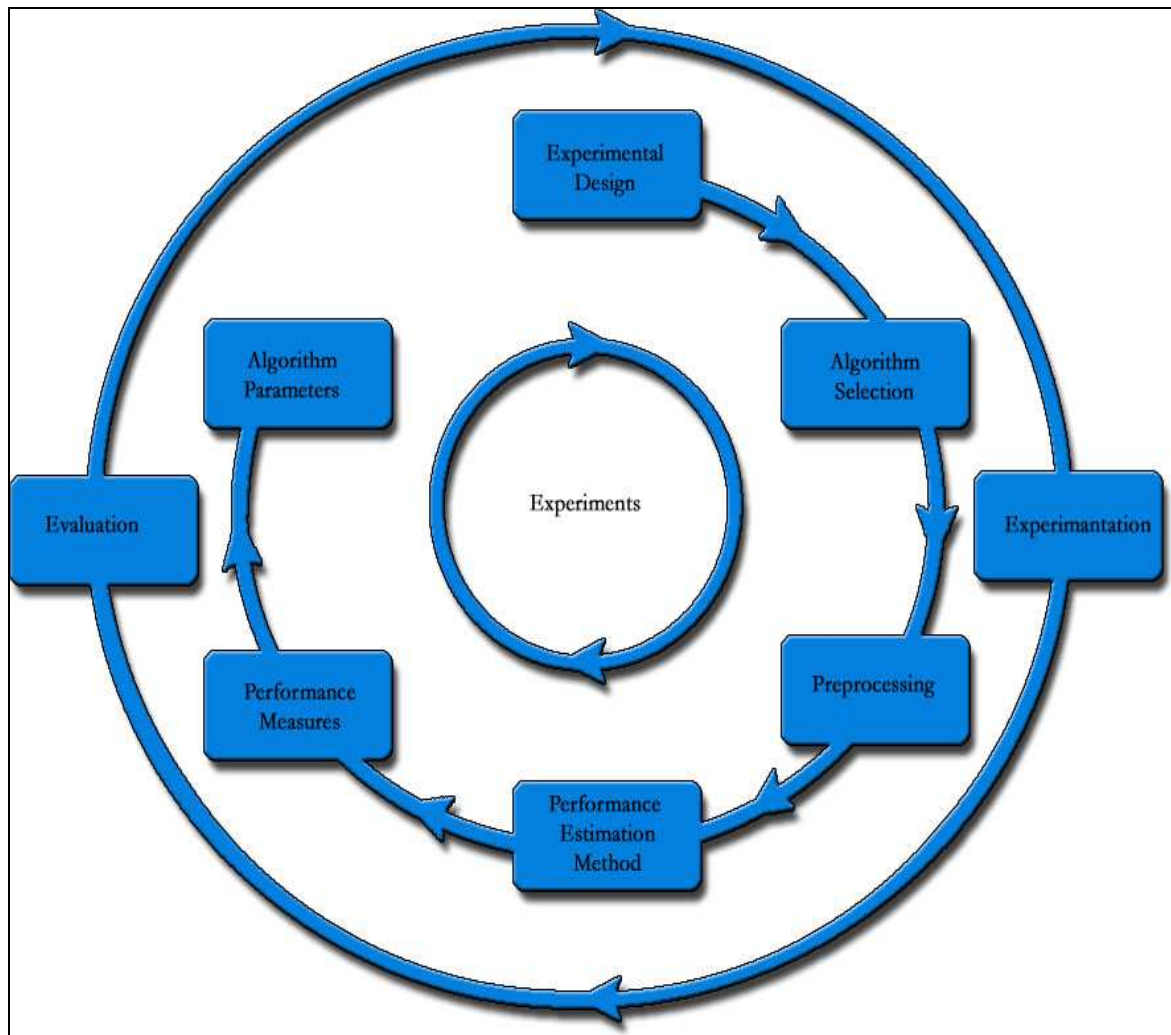 Experimental
Design
Algorithm
Parameters
Algorithm
Selection
Experiments
Evaluation
Experimantation
Performance
Measures
Preprocessing
Performance
Estimation
Method